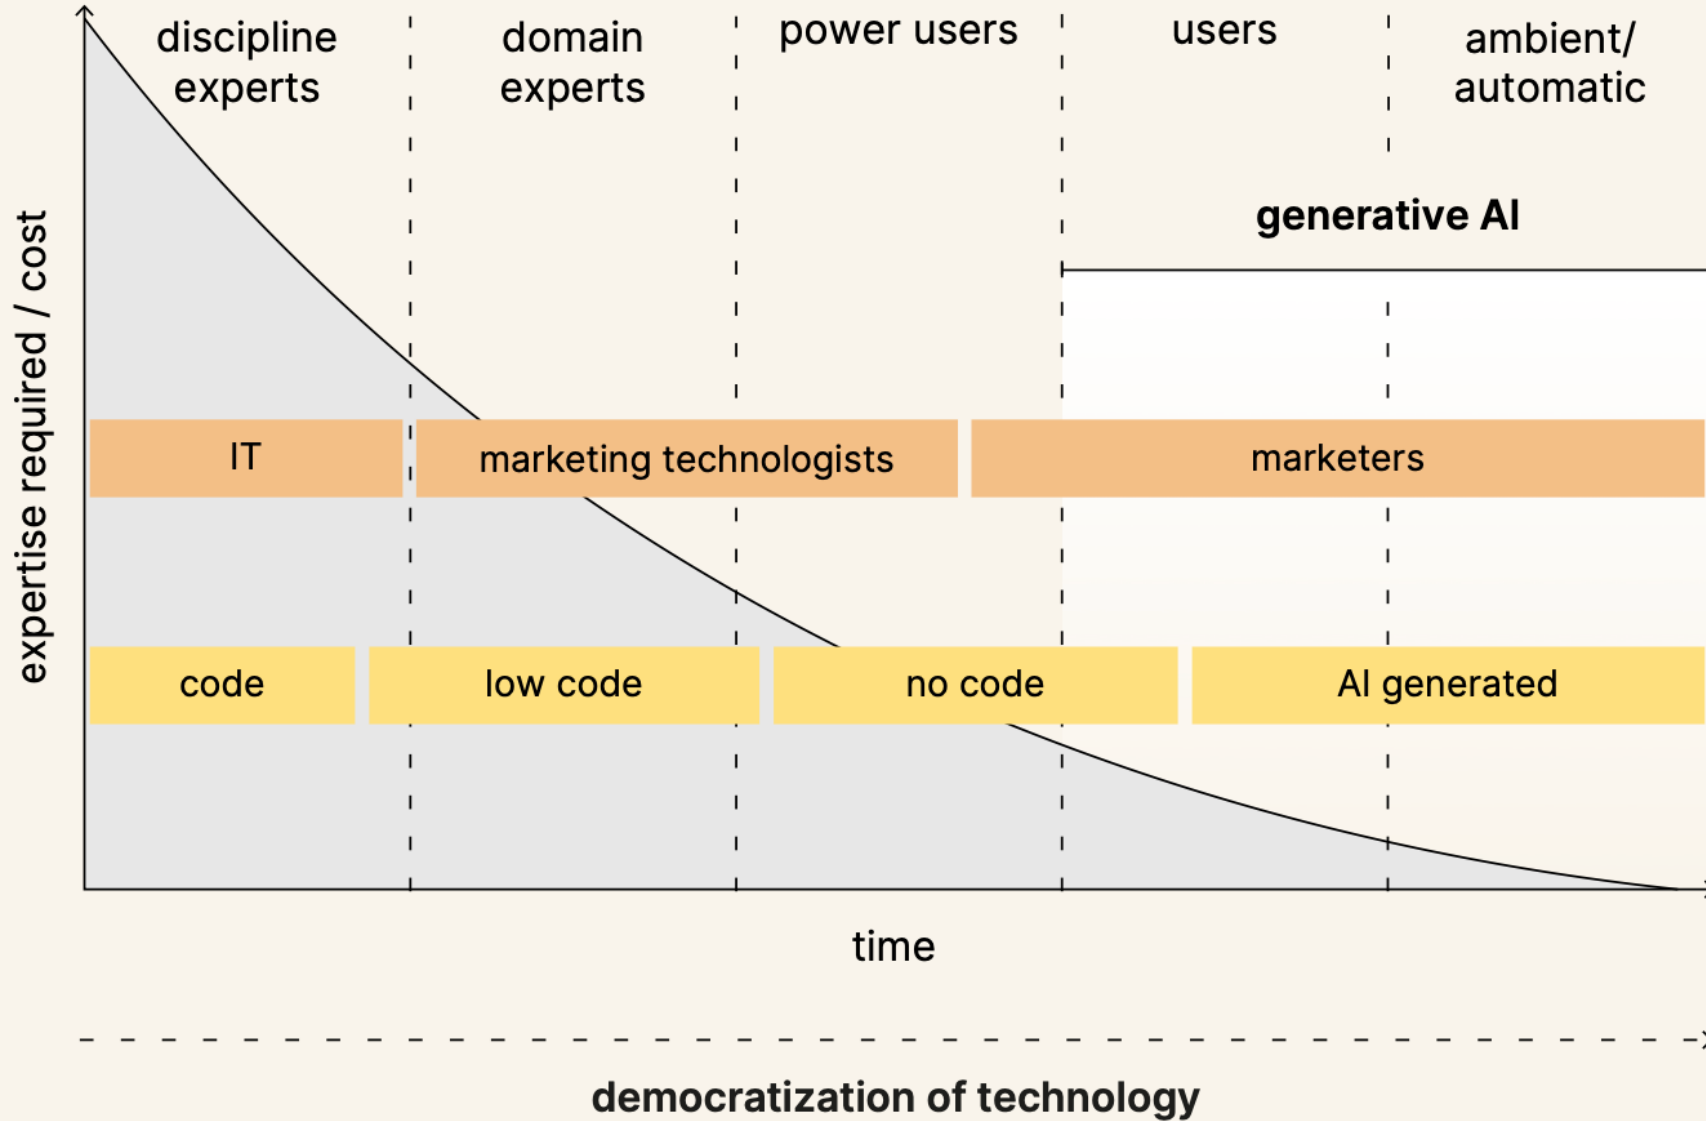 discipline
experts
domain
experts
power users
users
ambient/
automatic
generative AI
expertise required / cost
IT
marketing technologists
marketers
code
low code
no code
AI generated
time
democratization of technology